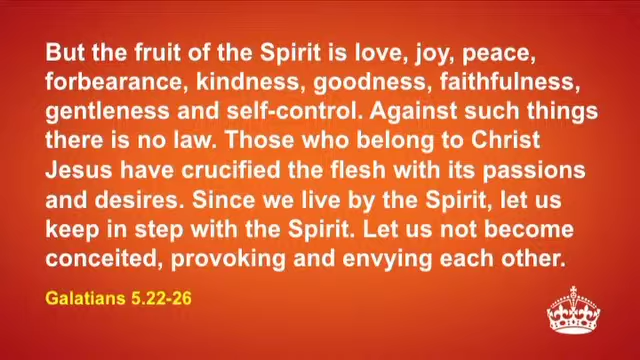 But the fruit of the Spirit is love, joy, peace,
forbearance, kindness, goodness, faithfulness,
gentleness and self-control. Against such things
there is no law. Those who belong to Christ
Jesus have crucified the flesh with its passions
and desires. Since we live by the Spirit, let us
keep in step with the Spirit. Let us not become
conceited, provoking and envying each other.
Galatians 5.22-26